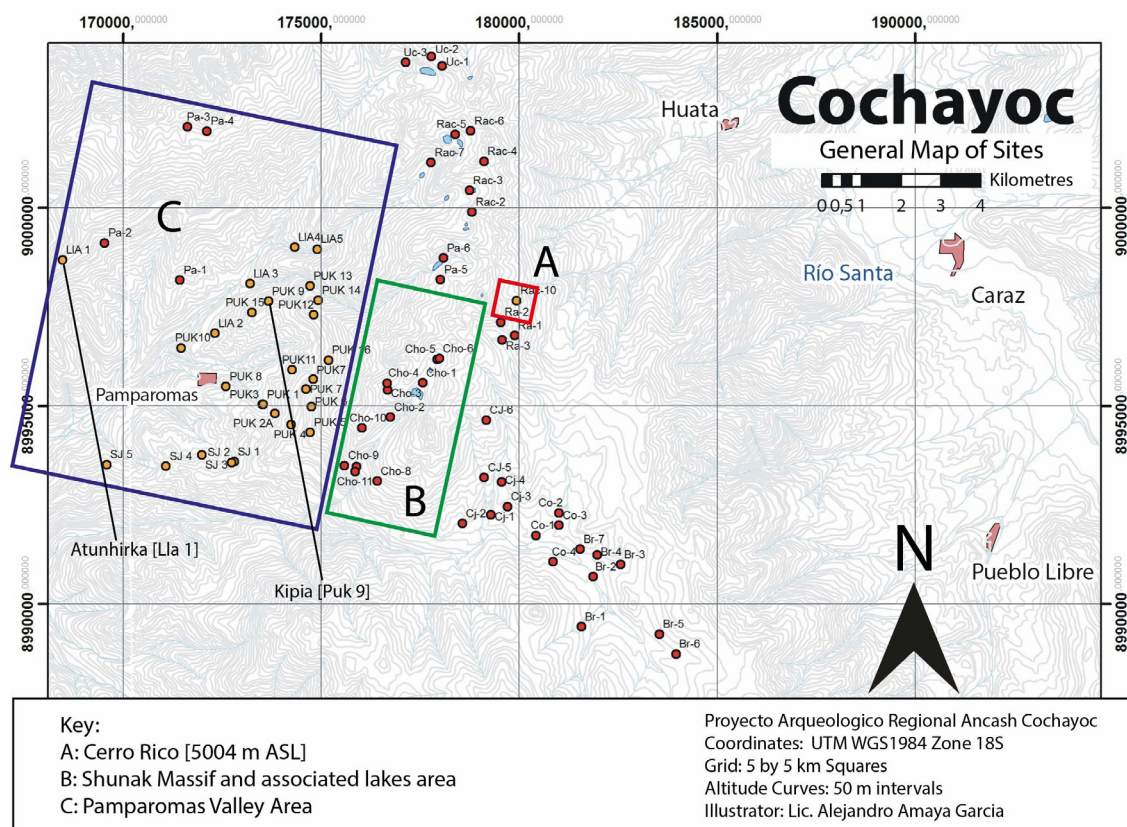 170000,000000 175000,000000 180000,000000 185000,000000 190000,000000
Cochayoc
General Map of Sites
Kilometres
0 0,5 1 2 3 4
9000000,000000
8995000,000000
8990000,000000
9000000,000000
8995000,000000
8990000,000000
Uc-3
Uc-2
Uc-1
Huata
Pa-3
Pa-4
Rac-5
Rac-6
Rac-7
Rac-4
Rac-3
Rac-2
C
Pa-2
LIA 1
LIA4
LIA5
Pa-6
Pa-5
A
Río Santa
Caraz
Pa-1
LIA 3
PUK 13
PUK 9
PUK 14
PUK 15
PUK12
Rac-10
Ra-2
Ra-1
Ra-3
LIA 2
PUK10
PUK 16
PUK11
Cho-5
Cho-6
Cho-4
Cho-1
Cho-3
Cho-2
Cho-10
PUK 8
PUK7
PUK 7
Pamparomas
PUK3
PUK 1
PUK 2A
PUK 4
CJ-6
SJ 5
SJ 4
SJ 2
SJ 3
SJ 1
Cho-9
Cho-8
Cho-11
B
CJ-5
Cj-4
Cj-3
Cj-2
Cj-1
Co-2
Co-3
Co-1
Co-4
Br-7
Br-4
Br-3
Br-2
N
Pueblo Libre
Atunhirka [Lla 1]
Kipia [Puk 9]
Br-1
Br-5
Br-6
Key:
A: Cerro Rico [5004 m ASL]
B: Shunak Massif and associated lakes area
C: Pamparomas Valley Area
Proyecto Arqueologico Regional Ancash Cochayoc
Coordinates: UTM WGS1984 Zone 18S
Grid: 5 by 5 km Squares
Altitude Curves: 50 m intervals
Illustrator: Lic. Alejandro Amaya Garcia